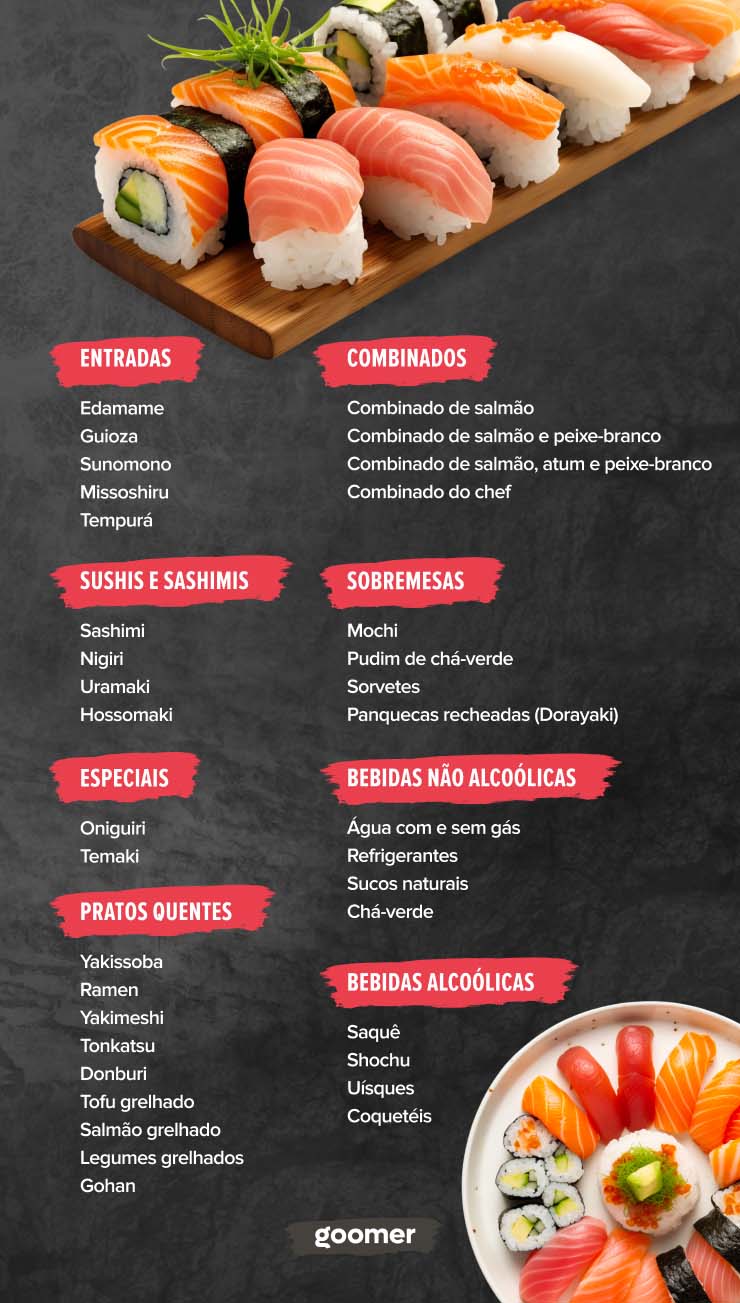 ENTRADAS
Edamame
Guioza
Sunomono
Missoshiru
Tempurá
SUSHIS E SASHIMIS
Sashimi
Nigiri
Uramaki
Hossomaki
ESPECIAIS
Oniguiri
Temaki
PRATOS QUENTES
Yakissoba
Ramen
Yakimeshi
Tonkatsu
Donburi
Tofu grelhado
Salmão grelhado
Legumes grelhados
Gohan
COMBINADOS
Combinado de salmão
Combinado de salmão e peixe-branco
Combinado de salmão, atum e peixe-branco
Combinado do chef
SOBREMESAS
Mochi
Pudim de chá-verde
Sorvetes
Panquecas recheadas (Dorayaki)
BEBIDAS NÃO ALCOÓLICAS
Água com e sem gás
Refrigerantes
Sucos naturais
Chá-verde
BEBIDAS ALCOÓLICAS
Saquê
Shochu
Uísques
Coquetéis
goomer